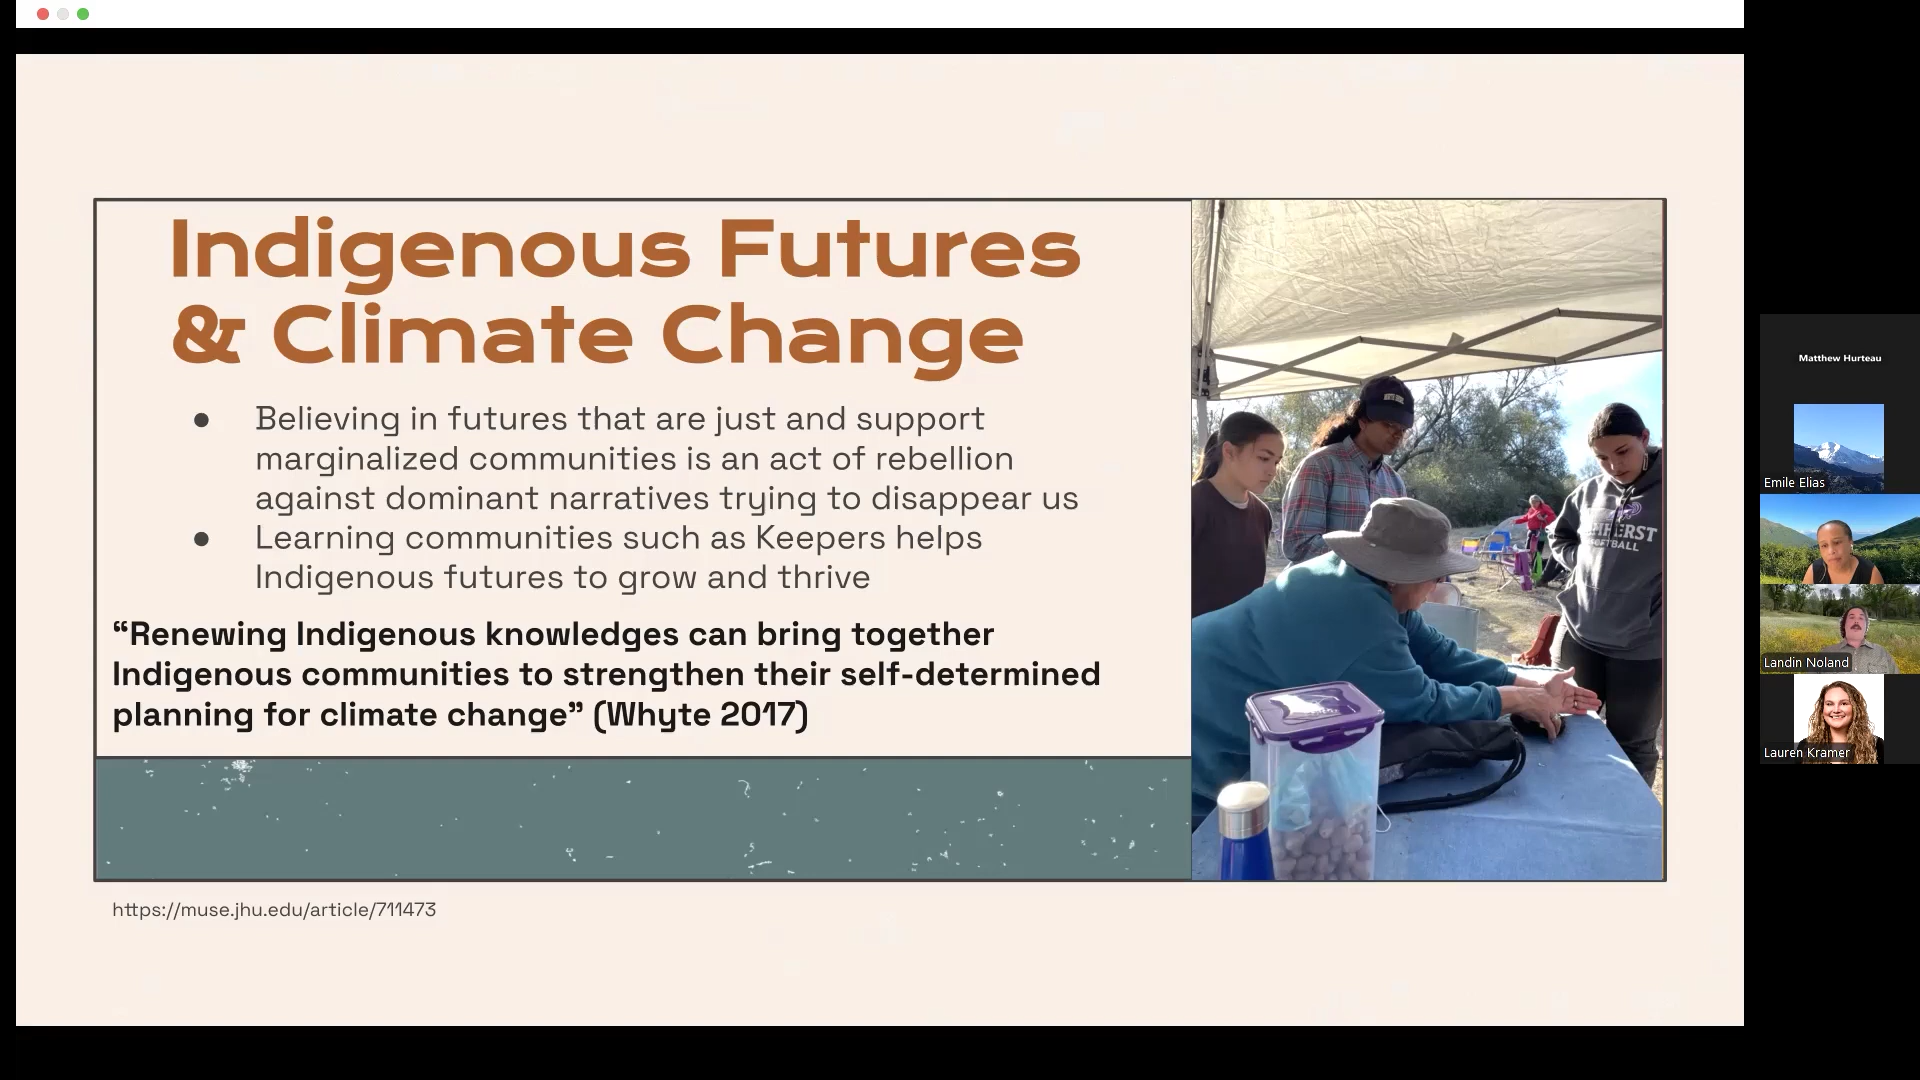 Indigenous Futures
& Climate Change
● Believing in futures that are just and support
marginalized communities is an act of rebellion
against dominant narratives trying to disappear us
● Learning communities such as Keepers helps
Indigenous futures to grow and thrive
“Renewing Indigenous knowledges can bring together
Indigenous communities to strengthen their self-determined
planning for climate change” (Whyte 2017)
https://muse.jhu.edu/article/711473
SOFTBALL
Matthew Hurteau
Emile Elias
Landin Noland
Lauren Kramer